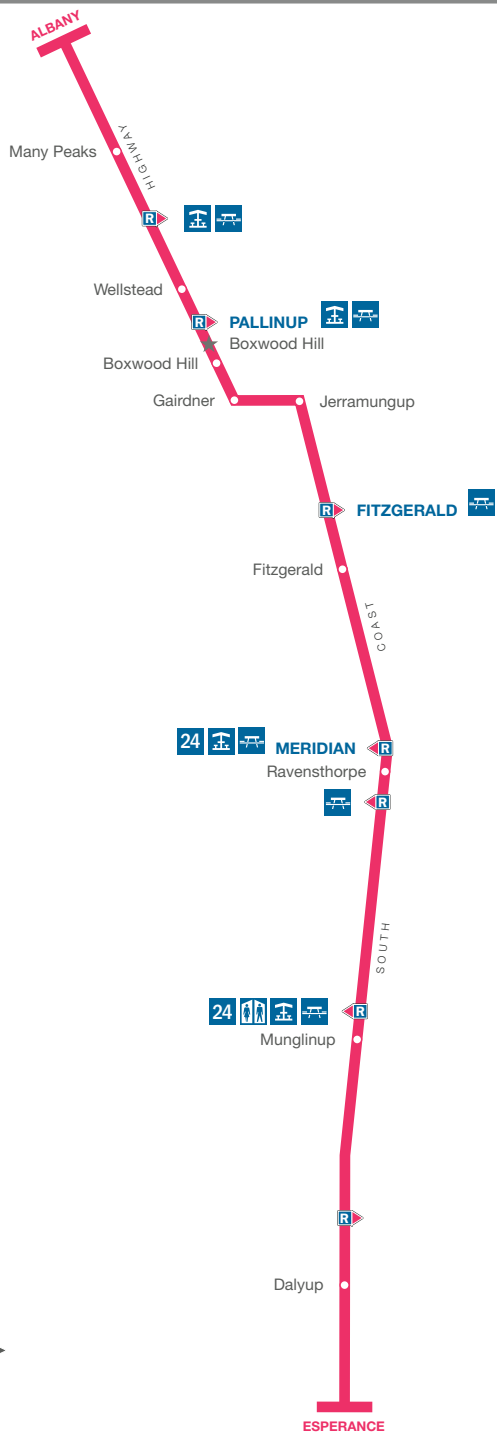 ALBANY
Many Peaks
HIGHWAY
R
Wellstead
R PALLINUP
Boxwood Hill
Boxwood Hill
Gairdner
Jerramungup
R FITZGERALD
Fitzgerald
COAST
24 MERIDIAN R
Ravensthorpe
R
SOUTH
24 R
Munglinup
R
Dalyup
ESPERANCE